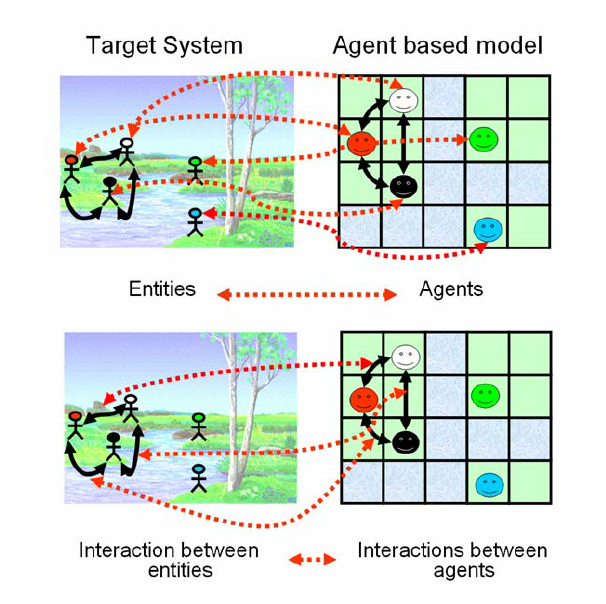 Target System
Agent based model
Entities
Agents
Interaction between
entities
Interactions between
agents